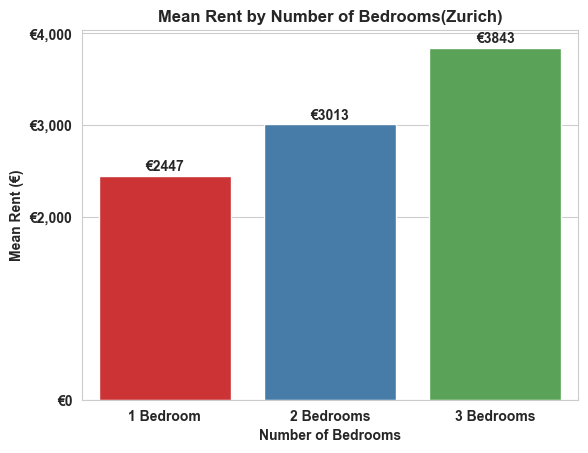 Mean Rent by Number of Bedrooms(Zurich)
€4,000
€3,000
€2,000
€0
Mean Rent (€)
€2447
€3013
€3843
1 Bedroom
2 Bedrooms
3 Bedrooms
Number of Bedrooms